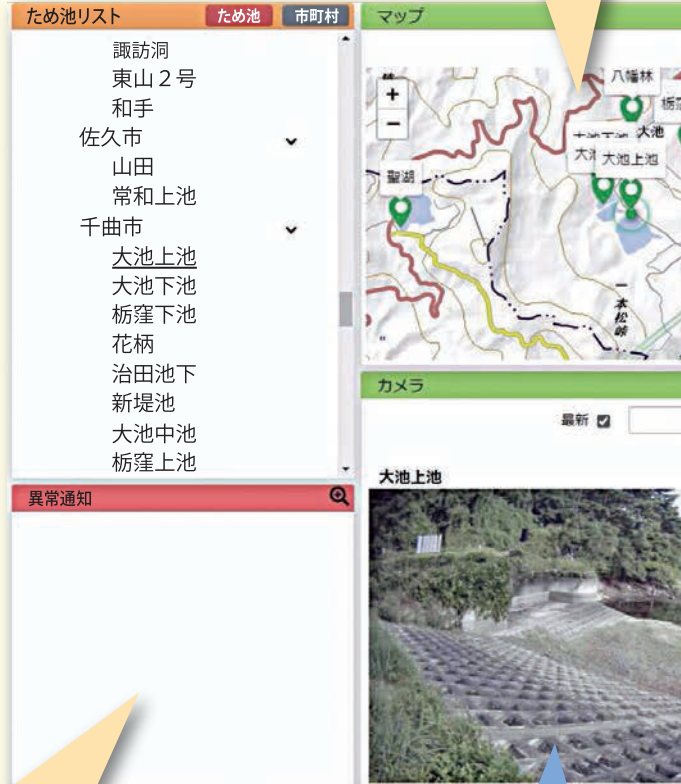 ため池リスト
ため池
市町村
諏訪洞
東山２号
和手
佐久市
山田
常和上池
千曲市
大池上池
大池下池
栃窪下池
花柄
治田池下
新堤池
大池中池
栃窪上池
異常通知
マップ
+
−
八幡林
大池
大池上池
聖湖
一本松峠
カメラ
最新
大池上池